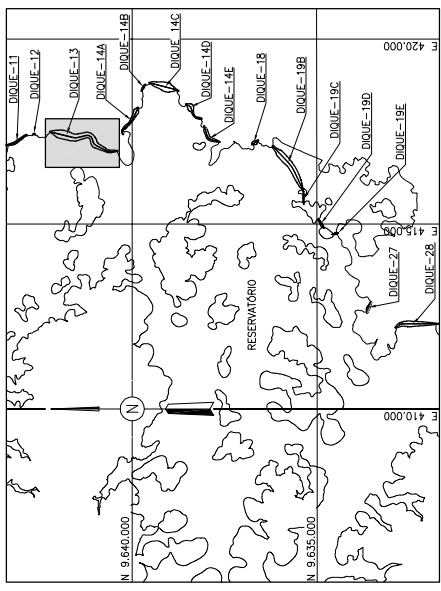 DIQUE-11
DIQUE-12
DIQUE-13
DIQUE-14A
DIQUE-14B
DIQUE-14C
DIQUE-14D
DIQUE-14E
DIQUE-18
DIQUE-19B
DIQUE-19C
DIQUE-19D
DIQUE-19E
DIQUE-27
DIQUE-28
E 420.000
E 415.000
E 410.000
RESERVATÓRIO
N
N 9.640.000
N 9.635.000